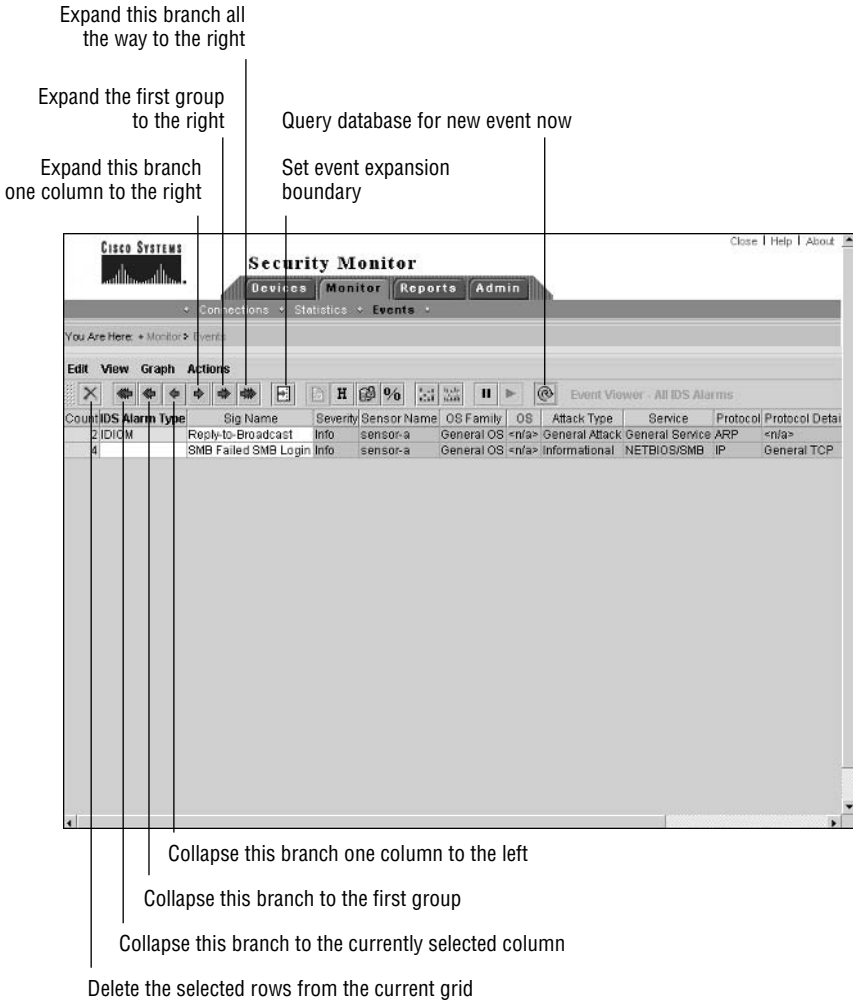 Expand this branch all
the way to the right
Expand the first group
to the right
Query database for new event now
Expand this branch
one column to the right
Set event expansion
boundary
CISCO SYSTEMS
Close | Help | About
Security Monitor
Devices Monitor Reports Admin
Connections Statistics Events
You Are Here: Monitor > Events
Edit View Graph Actions
H % Event Viewer - All IDS Alarms
Count IDS Alarm Type Sig Name Severity Sensor Name OS Family OS Attack Type Service Protocol Protocol Detai
2 IDIOM Reply-to-Broadcast Info sensor-a General OS <n/a> General Attack General Service ARP <n/a>
4 SMB Failed SMB Login Info sensor-a General OS <n/a> Informational NETBIOS/SMB IP General TCP
Collapse this branch one column to the left
Collapse this branch to the first group
Collapse this branch to the currently selected column
Delete the selected rows from the current grid